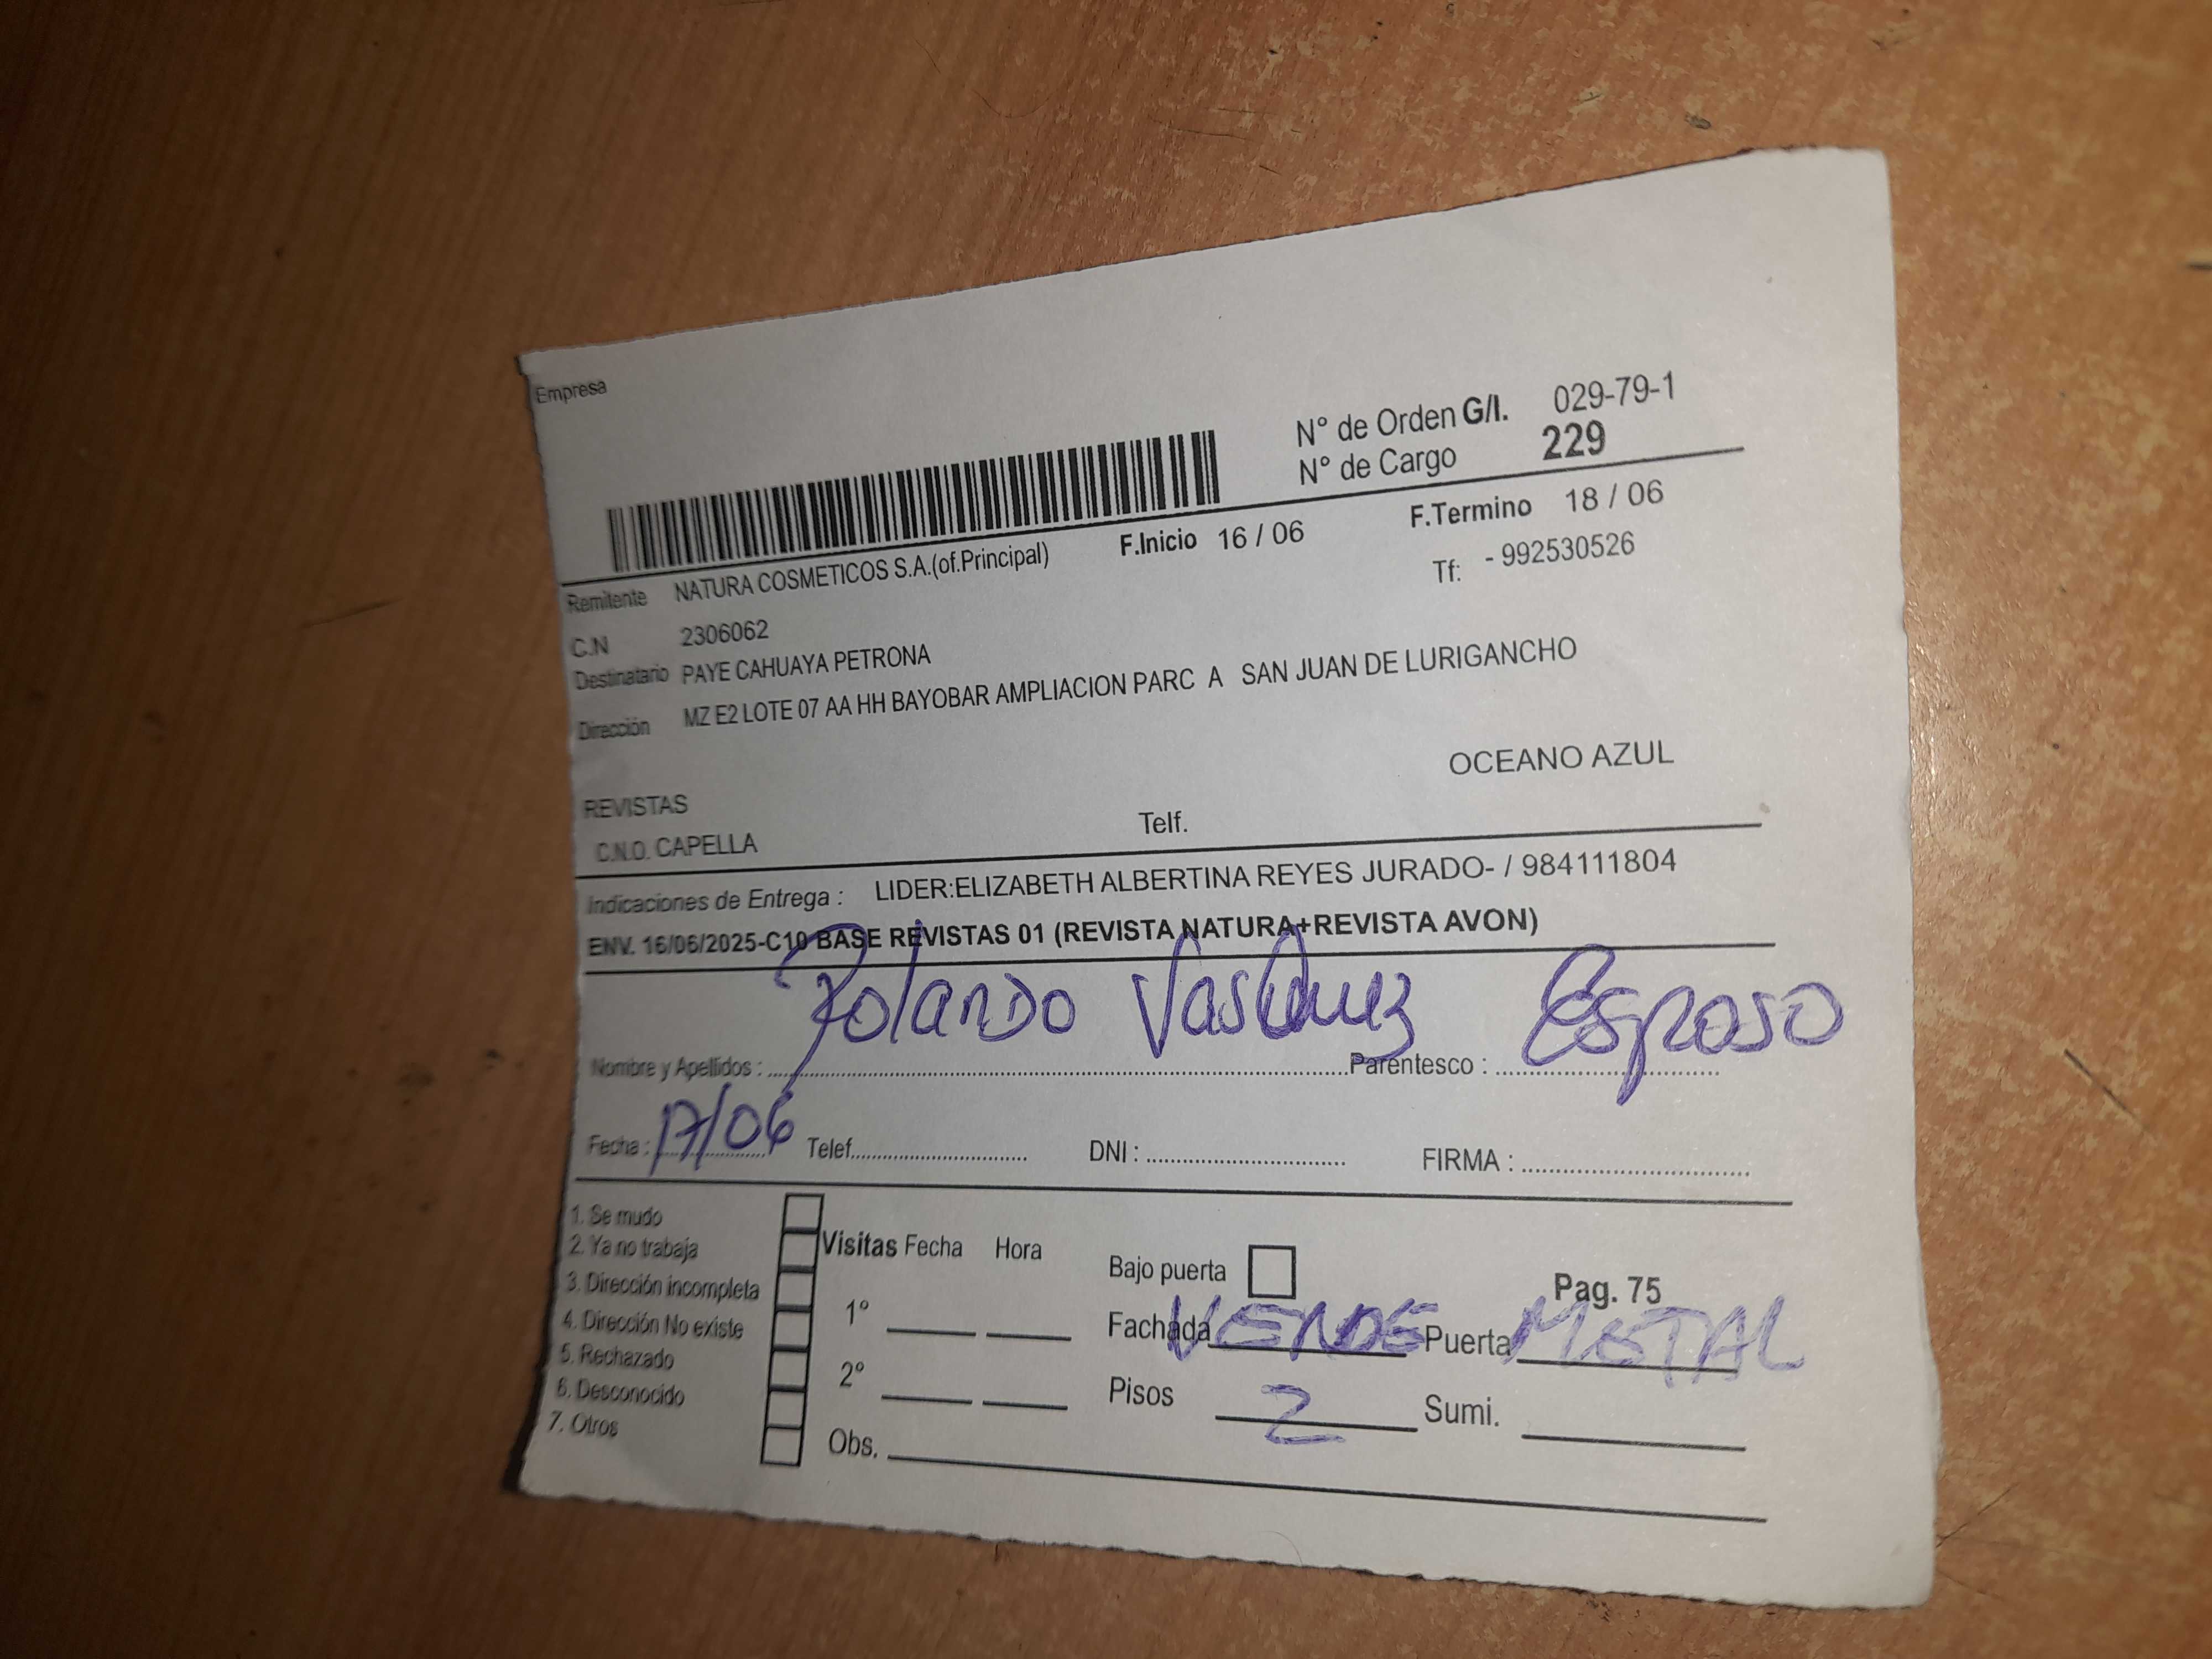 Empresa
N° de Orden G/I. 029-79-1
N° de Cargo 229
F.Inicio 16 / 06 F.Termino 18 / 06
Remitente NATURA COSMETICOS S.A.(of.Principal) Tf: - 992530526
C.N 2306062
Destinatario PAYE CAHUAYA PETRONA
Dirección MZ E2 LOTE 07 AA HH BAYOBAR AMPLIACION PARC A SAN JUAN DE LURIGANCHO
OCEANO AZUL
REVISTAS
C.N.O. CAPELLA Telf.
Indicaciones de Entrega : LIDER:ELIZABETH ALBERTINA REYES JURADO- / 984111804
ENV. 16/06/2025-C10 BASE REVISTAS 01 (REVISTA NATURA+REVISTA AVON)
Nombre y Apellidos : Rolando Vasquez Parentesco : Esposo
Fecha : 17/06 Telef. DNI : FIRMA :
1. Se mudo
2. Ya no trabaja
3. Dirección incompleta
4. Dirección No existe
5. Rechazado
6. Desconocido
7. Otros
Visitas Fecha Hora
1°
2°
Obs.
Bajo puerta Pag. 75
Fachada VENDE Puerta METAL
Pisos 2 Sumi.